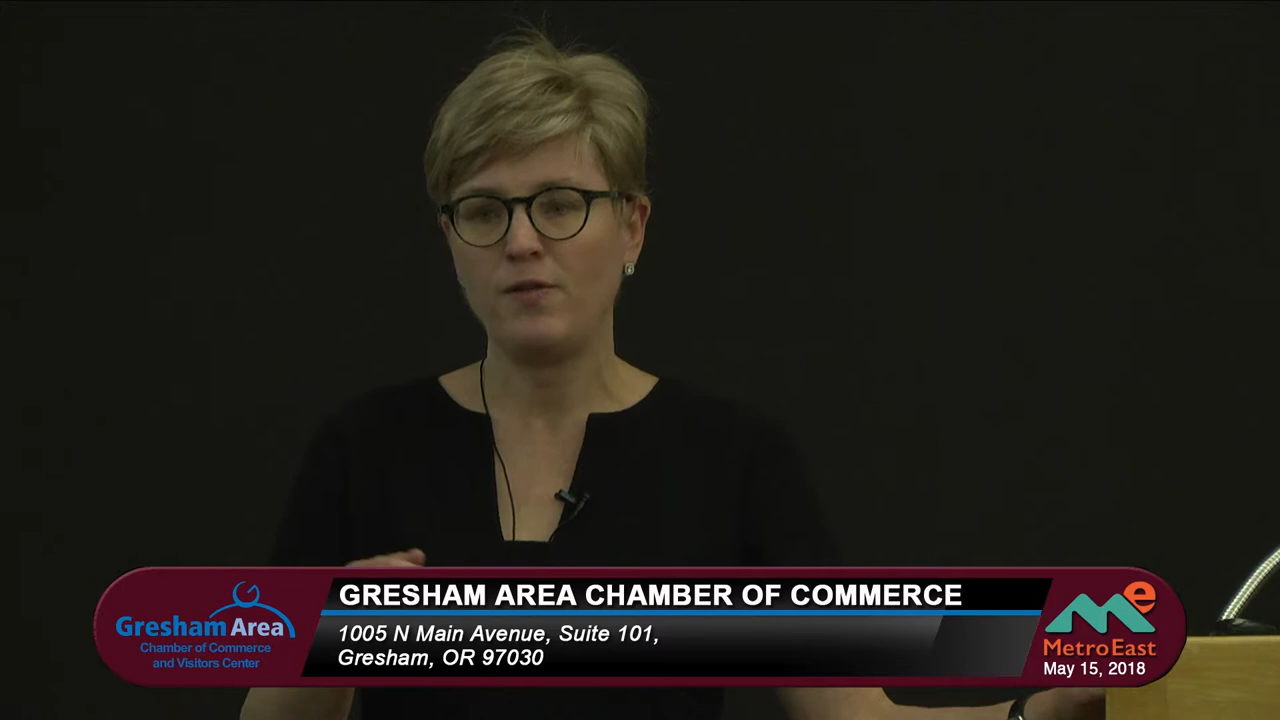 GRESHAM AREA CHAMBER OF COMMERCE
1005 N Main Avenue, Suite 101,
Gresham, OR 97030
Gresham Area
Chamber of Commerce
and Visitors Center
Me
MetroEast
May 15, 2018